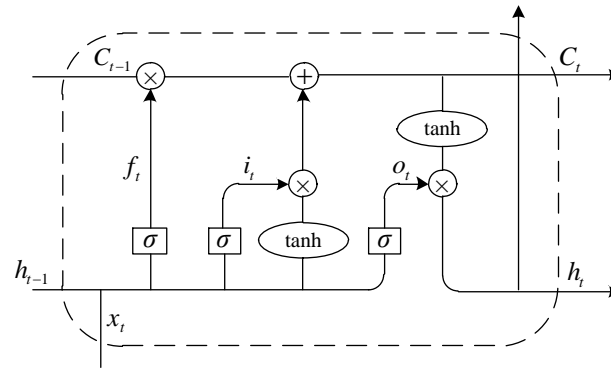 C_{t-1} × + C_t
tanh
f_t i_t × o_t ×
σ σ tanh σ
h_{t-1} h_t
x_t